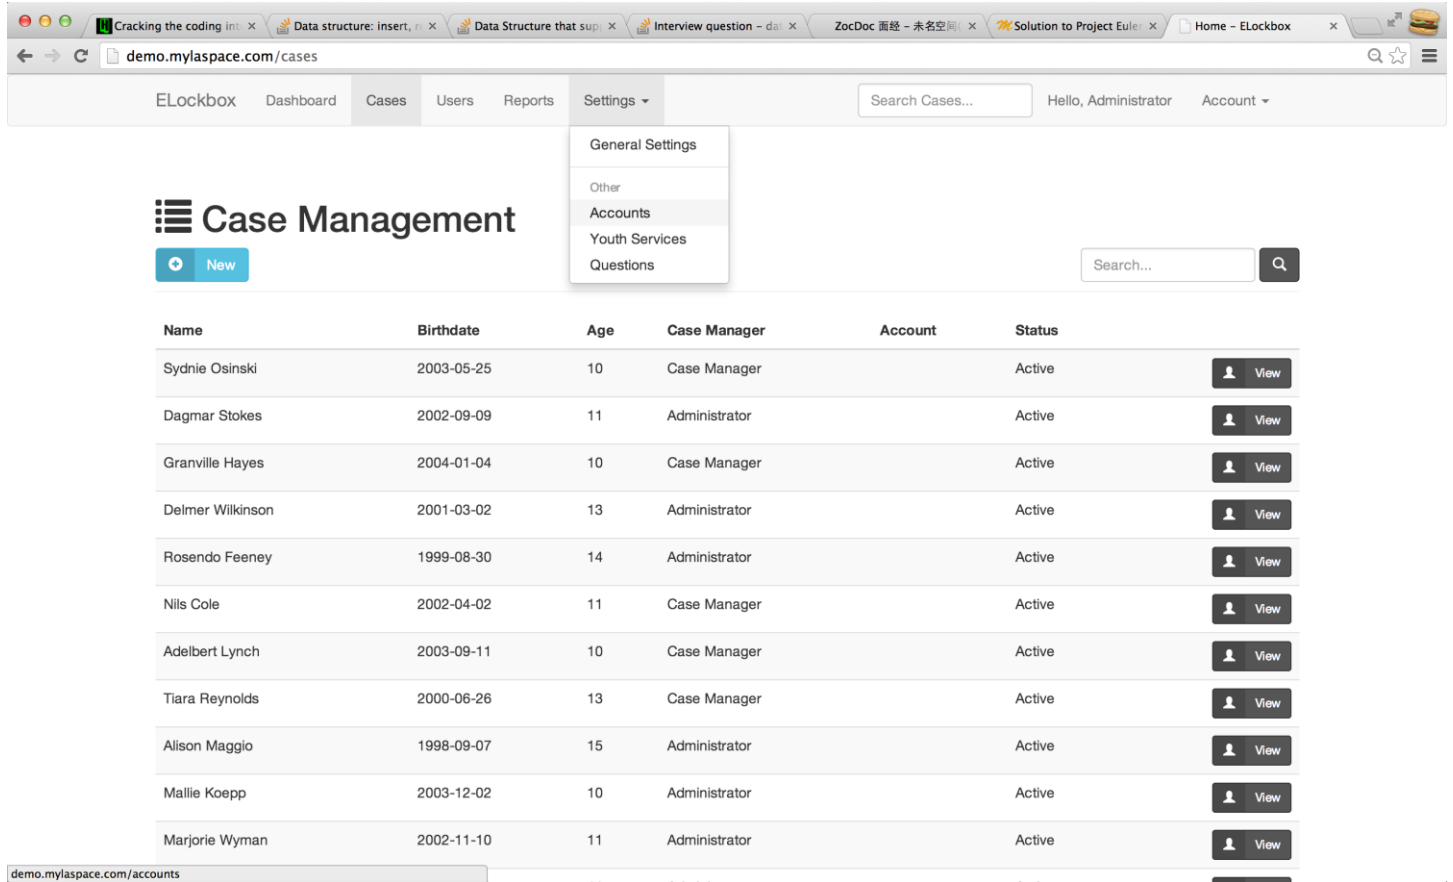 Cracking the coding int
Data structure: insert, r
Data Structure that sup
Interview question – dat
ZocDoc 面经 – 未名空间(
Solution to Project Euler
Home – ELockbox
demo.mylaspace.com/cases
ELockbox Dashboard Cases Users Reports Settings Search Cases... Hello, Administrator Account
General Settings
Other
Accounts
Youth Services
Questions
Case Management
New Search...
Name Birthdate Age Case Manager Account Status
Sydnie Osinski 2003-05-25 10 Case Manager Active View
Dagmar Stokes 2002-09-09 11 Administrator Active View
Granville Hayes 2004-01-04 10 Case Manager Active View
Delmer Wilkinson 2001-03-02 13 Administrator Active View
Rosendo Feeney 1999-08-30 14 Administrator Active View
Nils Cole 2002-04-02 11 Case Manager Active View
Adelbert Lynch 2003-09-11 10 Case Manager Active View
Tiara Reynolds 2000-06-26 13 Case Manager Active View
Alison Maggio 1998-09-07 15 Administrator Active View
Mallie Koepp 2003-12-02 10 Administrator Active View
Marjorie Wyman 2002-11-10 11 Administrator Active View
demo.mylaspace.com/accounts